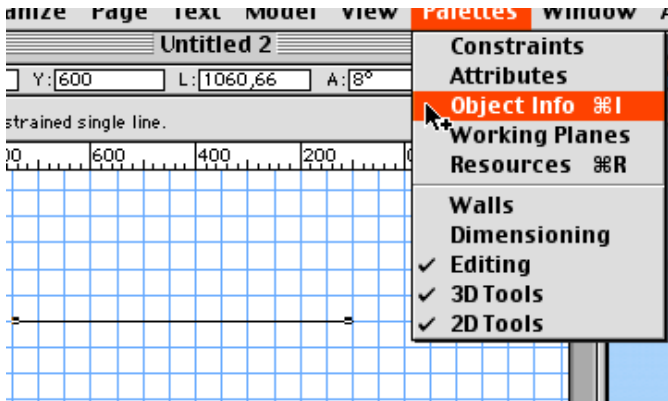 anize Page Text Model View Palettes Window
Untitled 2
Y: 600 L: 1060,66 A: 8°
strained single line.
600 400 200
Constraints
Attributes
Object Info ⌘I
Working Planes
Resources ⌘R
Walls
Dimensioning
✓ Editing
✓ 3D Tools
✓ 2D Tools